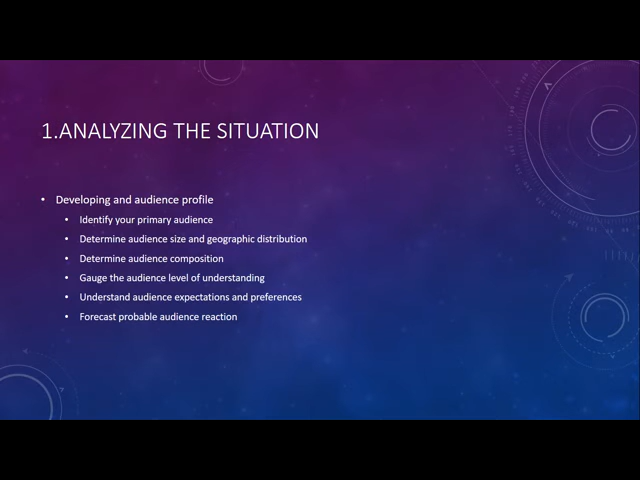 1.ANALYZING THE SITUATION
• Developing and audience profile
• Identify your primary audience
• Determine audience size and geographic distribution
• Determine audience composition
• Gauge the audience level of understanding
• Understand audience expectations and preferences
• Forecast probable audience reaction